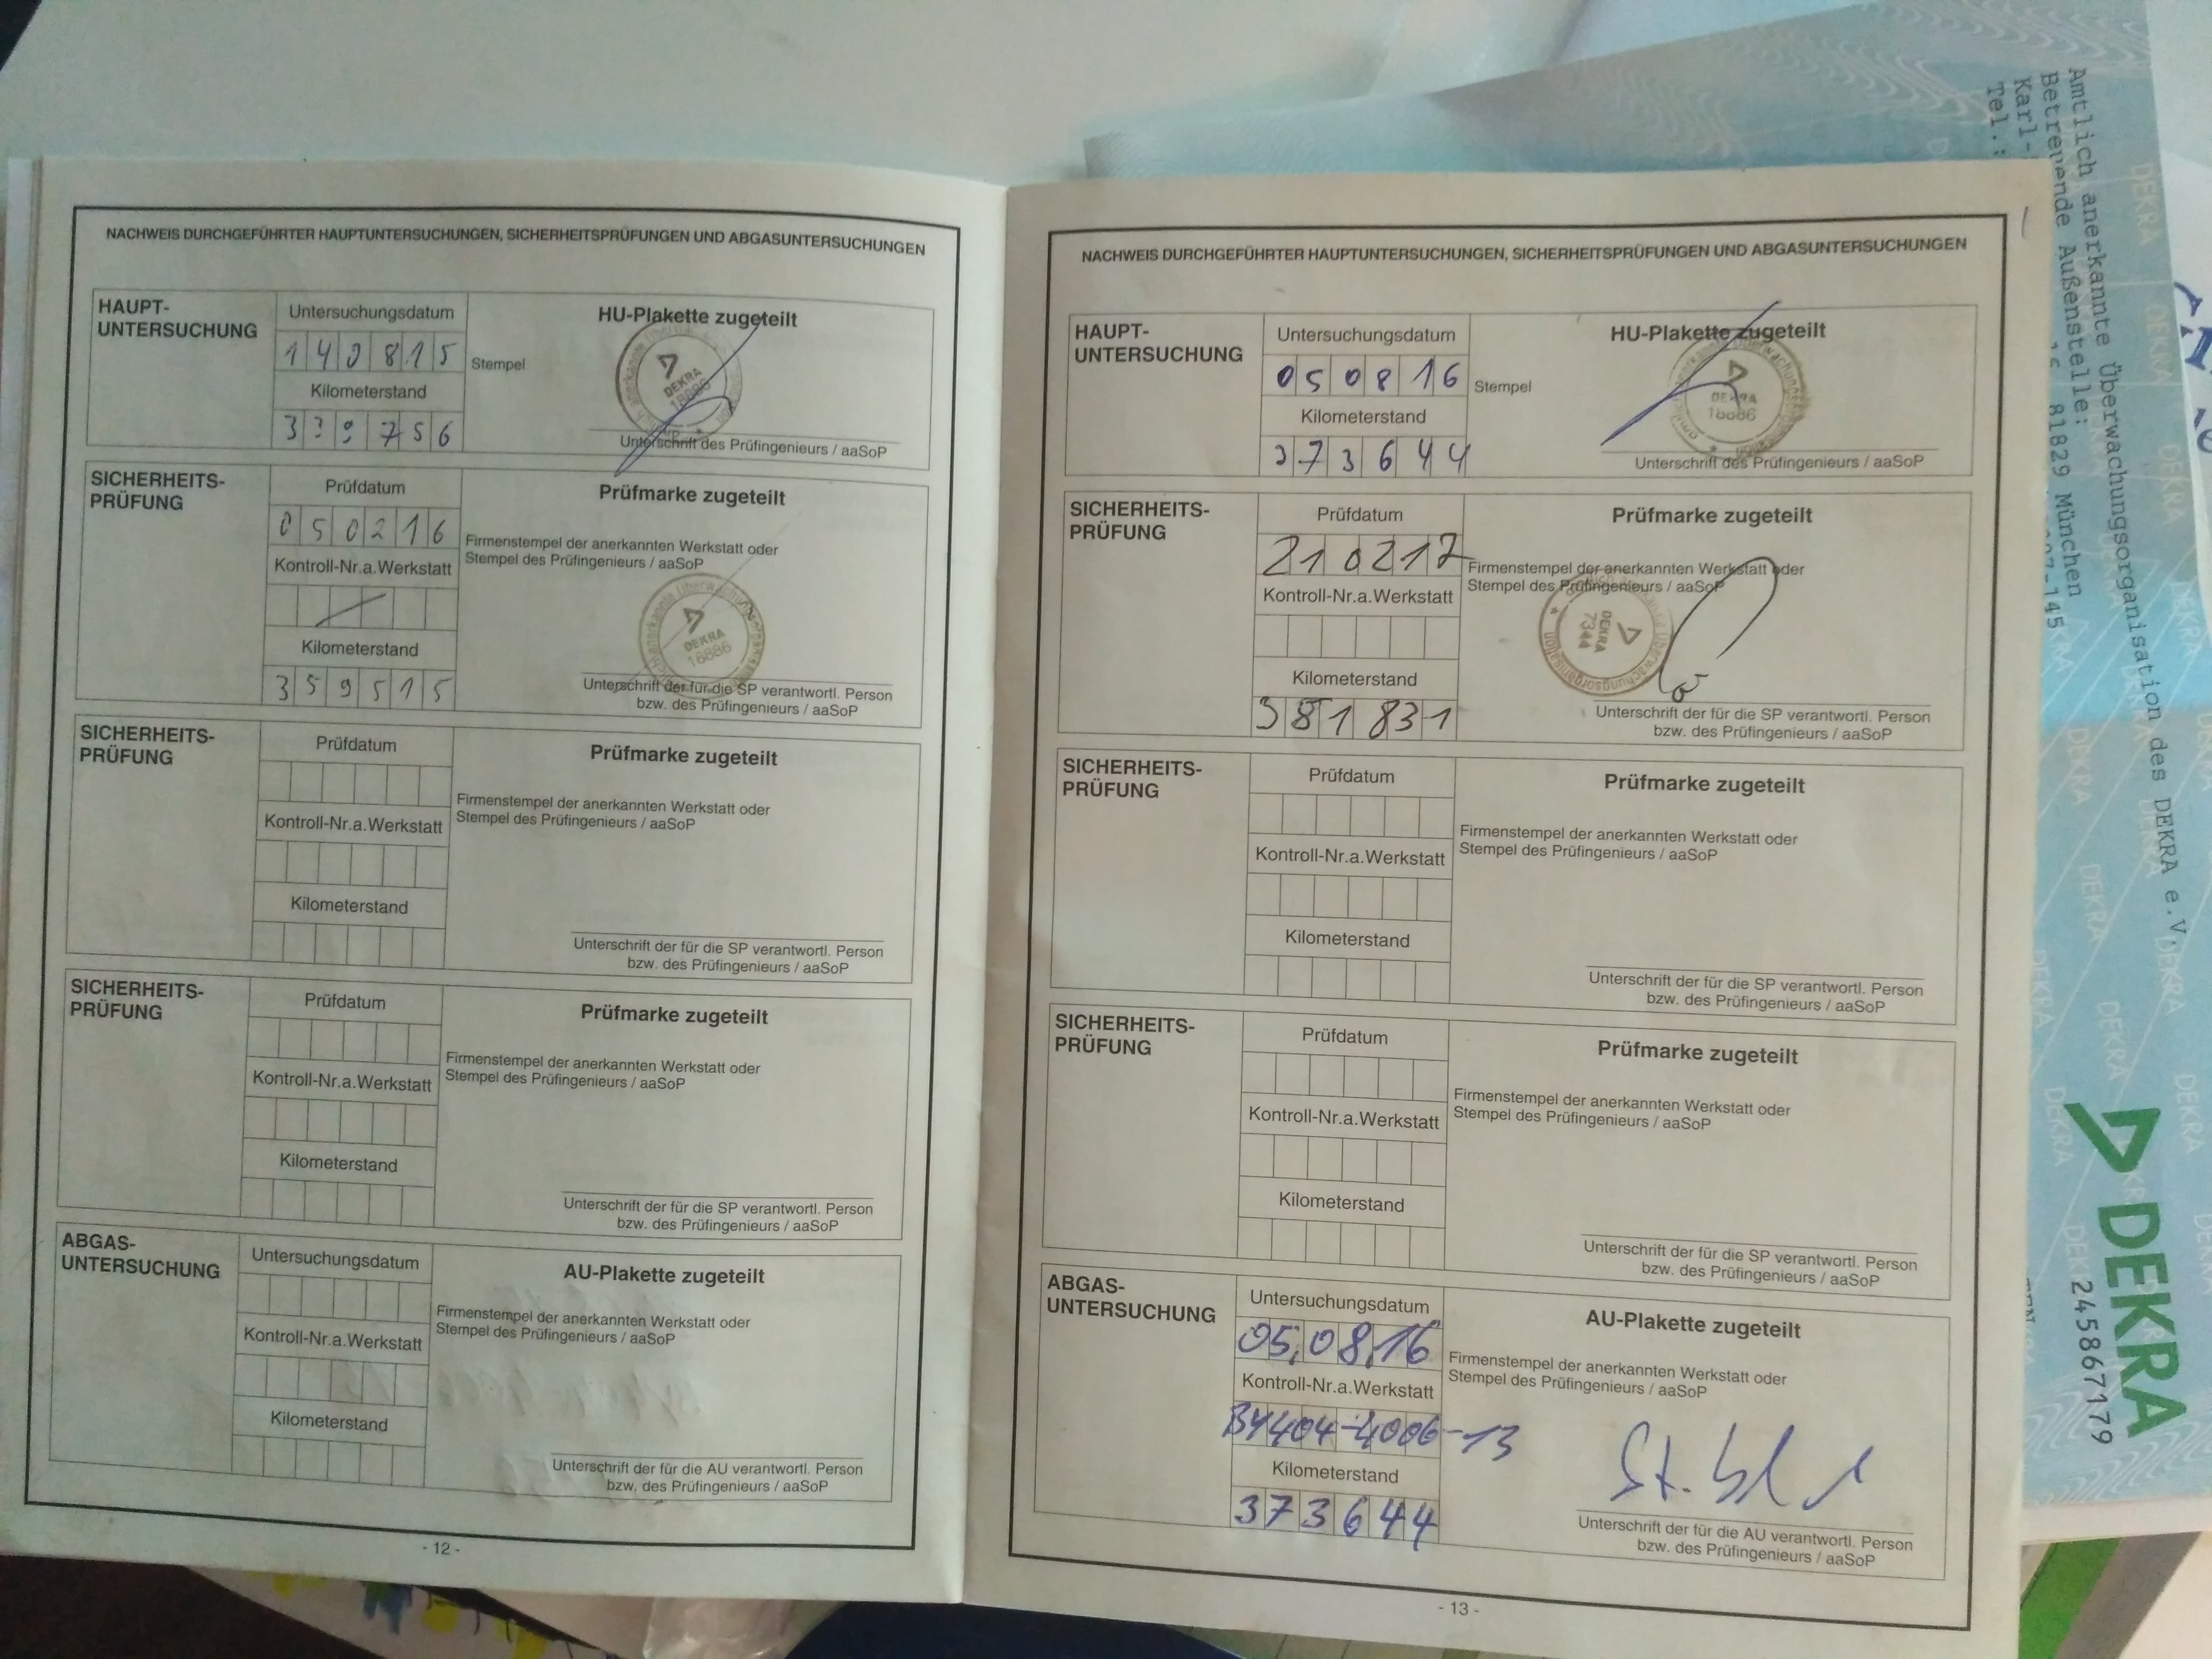 NACHWEIS DURCHGEFÜHRTER HAUPTUNTERSUCHUNGEN, SICHERHEITSPRÜFUNGEN UND ABGASUNTERSUCHUNGEN
HAUPT-
UNTERSUCHUNG
Untersuchungsdatum
140815
Kilometerstand
Stempel
HU-Plakette zugeteilt
DEKRA
18886
Unterschrift des Prüfingenieurs / aaSoP
SICHERHEITS-
PRÜFUNG
Prüfdatum
050216
Kontroll-Nr.a.Werkstatt
Kilometerstand
359515
Prüfmarke zugeteilt
Firmenstempel der anerkannten Werkstatt oder
Stempel des Prüfingenieurs / aaSoP
DEKRA
18886
Unterschrift der für die SP verantwortl. Person
bzw. des Prüfingenieurs / aaSoP
SICHERHEITS-
PRÜFUNG
Prüfdatum
Kontroll-Nr.a.Werkstatt
Kilometerstand
Prüfmarke zugeteilt
Firmenstempel der anerkannten Werkstatt oder
Stempel des Prüfingenieurs / aaSoP
Unterschrift der für die SP verantwortl. Person
bzw. des Prüfingenieurs / aaSoP
SICHERHEITS-
PRÜFUNG
Prüfdatum
Kontroll-Nr.a.Werkstatt
Kilometerstand
Prüfmarke zugeteilt
Firmenstempel der anerkannten Werkstatt oder
Stempel des Prüfingenieurs / aaSoP
Unterschrift der für die SP verantwortl. Person
bzw. des Prüfingenieurs / aaSoP
ABGAS-
UNTERSUCHUNG
Untersuchungsdatum
Kontroll-Nr.a.Werkstatt
Kilometerstand
AU-Plakette zugeteilt
Firmenstempel der anerkannten Werkstatt oder
Stempel des Prüfingenieurs / aaSoP
Unterschrift der für die AU verantwortl. Person
bzw. des Prüfingenieurs / aaSoP
- 12 -
NACHWEIS DURCHGEFÜHRTER HAUPTUNTERSUCHUNGEN, SICHERHEITSPRÜFUNGEN UND ABGASUNTERSUCHUNGEN
HAUPT-
UNTERSUCHUNG
Untersuchungsdatum
050816
Kilometerstand
373644
Stempel
HU-Plakette zugeteilt
DEKRA
18886
Unterschrift des Prüfingenieurs / aaSoP
SICHERHEITS-
PRÜFUNG
Prüfdatum
210217
Kontroll-Nr.a.Werkstatt
Kilometerstand
381831
Prüfmarke zugeteilt
Firmenstempel der anerkannten Werkstatt oder
Stempel des Prüfingenieurs / aaSoP
DEKRA
7344
Unterschrift der für die SP verantwortl. Person
bzw. des Prüfingenieurs / aaSoP
SICHERHEITS-
PRÜFUNG
Prüfdatum
Kontroll-Nr.a.Werkstatt
Kilometerstand
Prüfmarke zugeteilt
Firmenstempel der anerkannten Werkstatt oder
Stempel des Prüfingenieurs / aaSoP
Unterschrift der für die SP verantwortl. Person
bzw. des Prüfingenieurs / aaSoP
SICHERHEITS-
PRÜFUNG
Prüfdatum
Kontroll-Nr.a.Werkstatt
Kilometerstand
Prüfmarke zugeteilt
Firmenstempel der anerkannten Werkstatt oder
Stempel des Prüfingenieurs / aaSoP
Unterschrift der für die SP verantwortl. Person
bzw. des Prüfingenieurs / aaSoP
ABGAS-
UNTERSUCHUNG
Untersuchungsdatum
05.08.16
Kontroll-Nr.a.Werkstatt
BY404-4006-13
Kilometerstand
373644
AU-Plakette zugeteilt
Firmenstempel der anerkannten Werkstatt oder
Stempel des Prüfingenieurs / aaSoP
Unterschrift der für die AU verantwortl. Person
bzw. des Prüfingenieurs / aaSoP
- 13 -
Amtlich anerkannte Überwachungsorganisation des DEKRA e.V.
Betreuende Außenstelle:
Karl-
81829 München
Tel.:
DEKRA
245867179